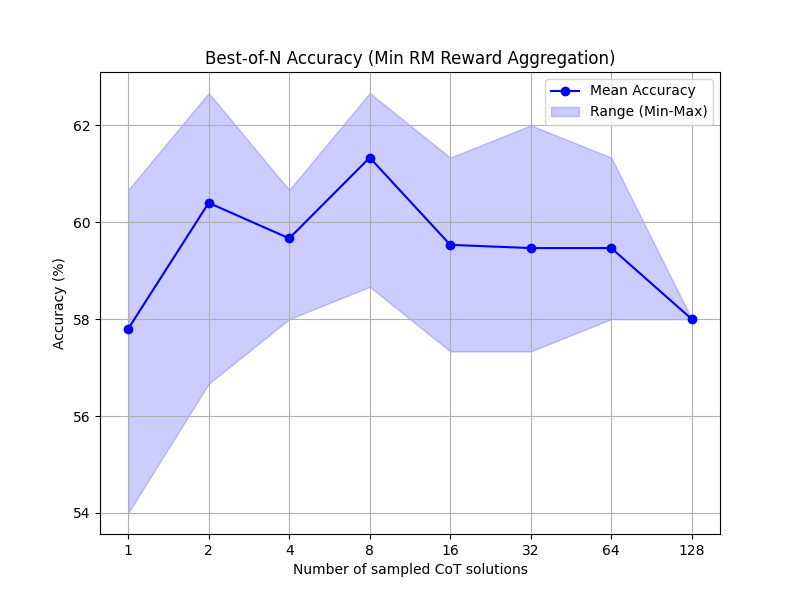 Best-of-N Accuracy (Min RM Reward Aggregation)
Mean Accuracy
Range (Min-Max)
Accuracy (%)
62
60
58
56
54
1 2 4 8 16 32 64 128
Number of sampled CoT solutions